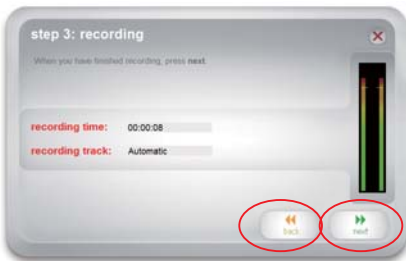 step 3: recording
When you have finished recording, press next.
recording time: 00:00:08
recording track: Automatic
back
next